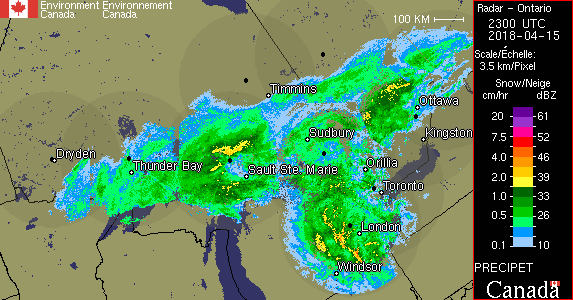 Environment Environnement
Canada Canada
100 KM
Timmins
Ottawa
Sudbury
Kingston
Dryden
Thunder Bay
Sault Ste. Marie
Orillia
Toronto
London
Windsor
Radar - Ontario
2300 UTC
2018-04-15
Scale/Échelle:
3.5 km/Pixel
Snow/Neige
cm/hr dBZ
20 61
10 57
7.5 52
4.0 46
2.0 39
1.0 33
0.5 26
0.1 10
PRECIPET
Canada